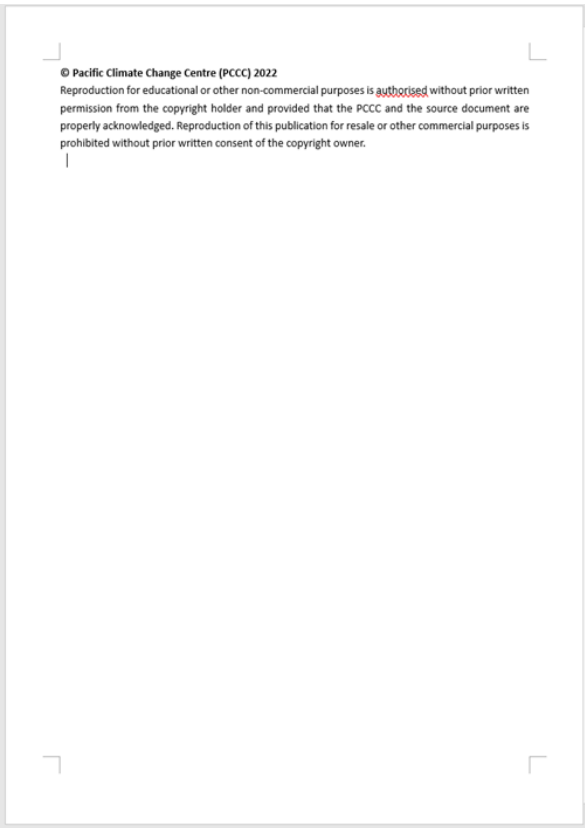 © Pacific Climate Change Centre (PCCC) 2022
Reproduction for educational or other non-commercial purposes is authorised without prior written
permission from the copyright holder and provided that the PCCC and the source document are
properly acknowledged. Reproduction of this publication for resale or other commercial purposes is
prohibited without prior written consent of the copyright owner.